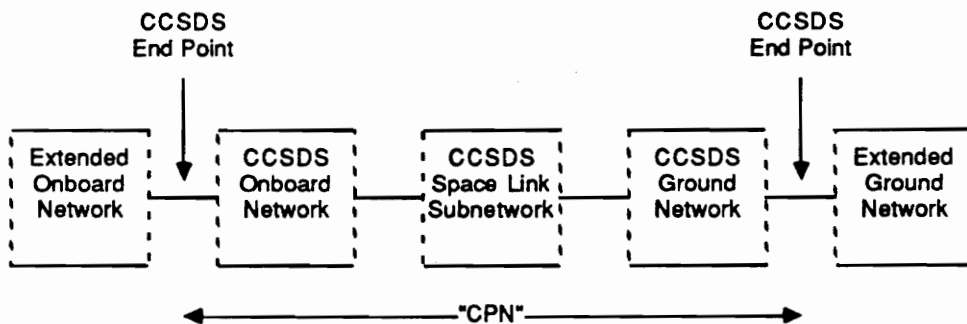 CCSDS
End Point
CCSDS
End Point
Extended
Onboard
Network
CCSDS
Onboard
Network
CCSDS
Space Link
Subnetwork
CCSDS
Ground
Network
Extended
Ground
Network
"CPN"